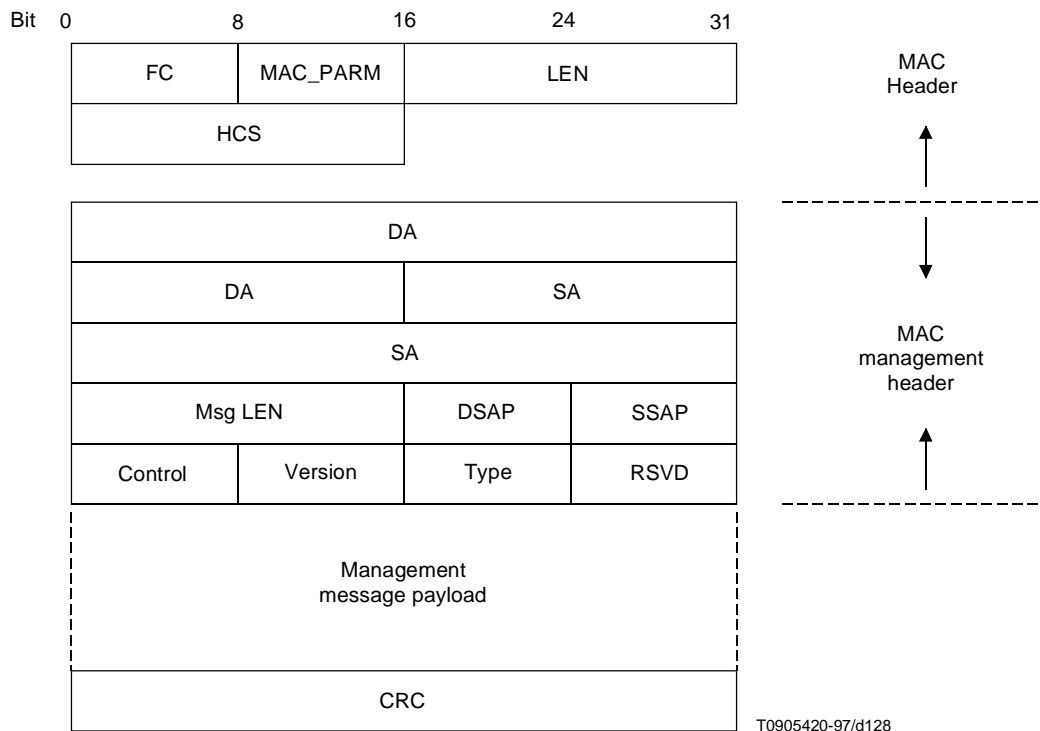 Bit 0 8 16 24 31
FC MAC_PARM LEN
MAC
Header
HCS
DA
DA SA
SA
MAC
management
header
Msg LEN DSAP SSAP
Control Version Type RSVD
Management
message payload
CRC
T0905420-97/d128